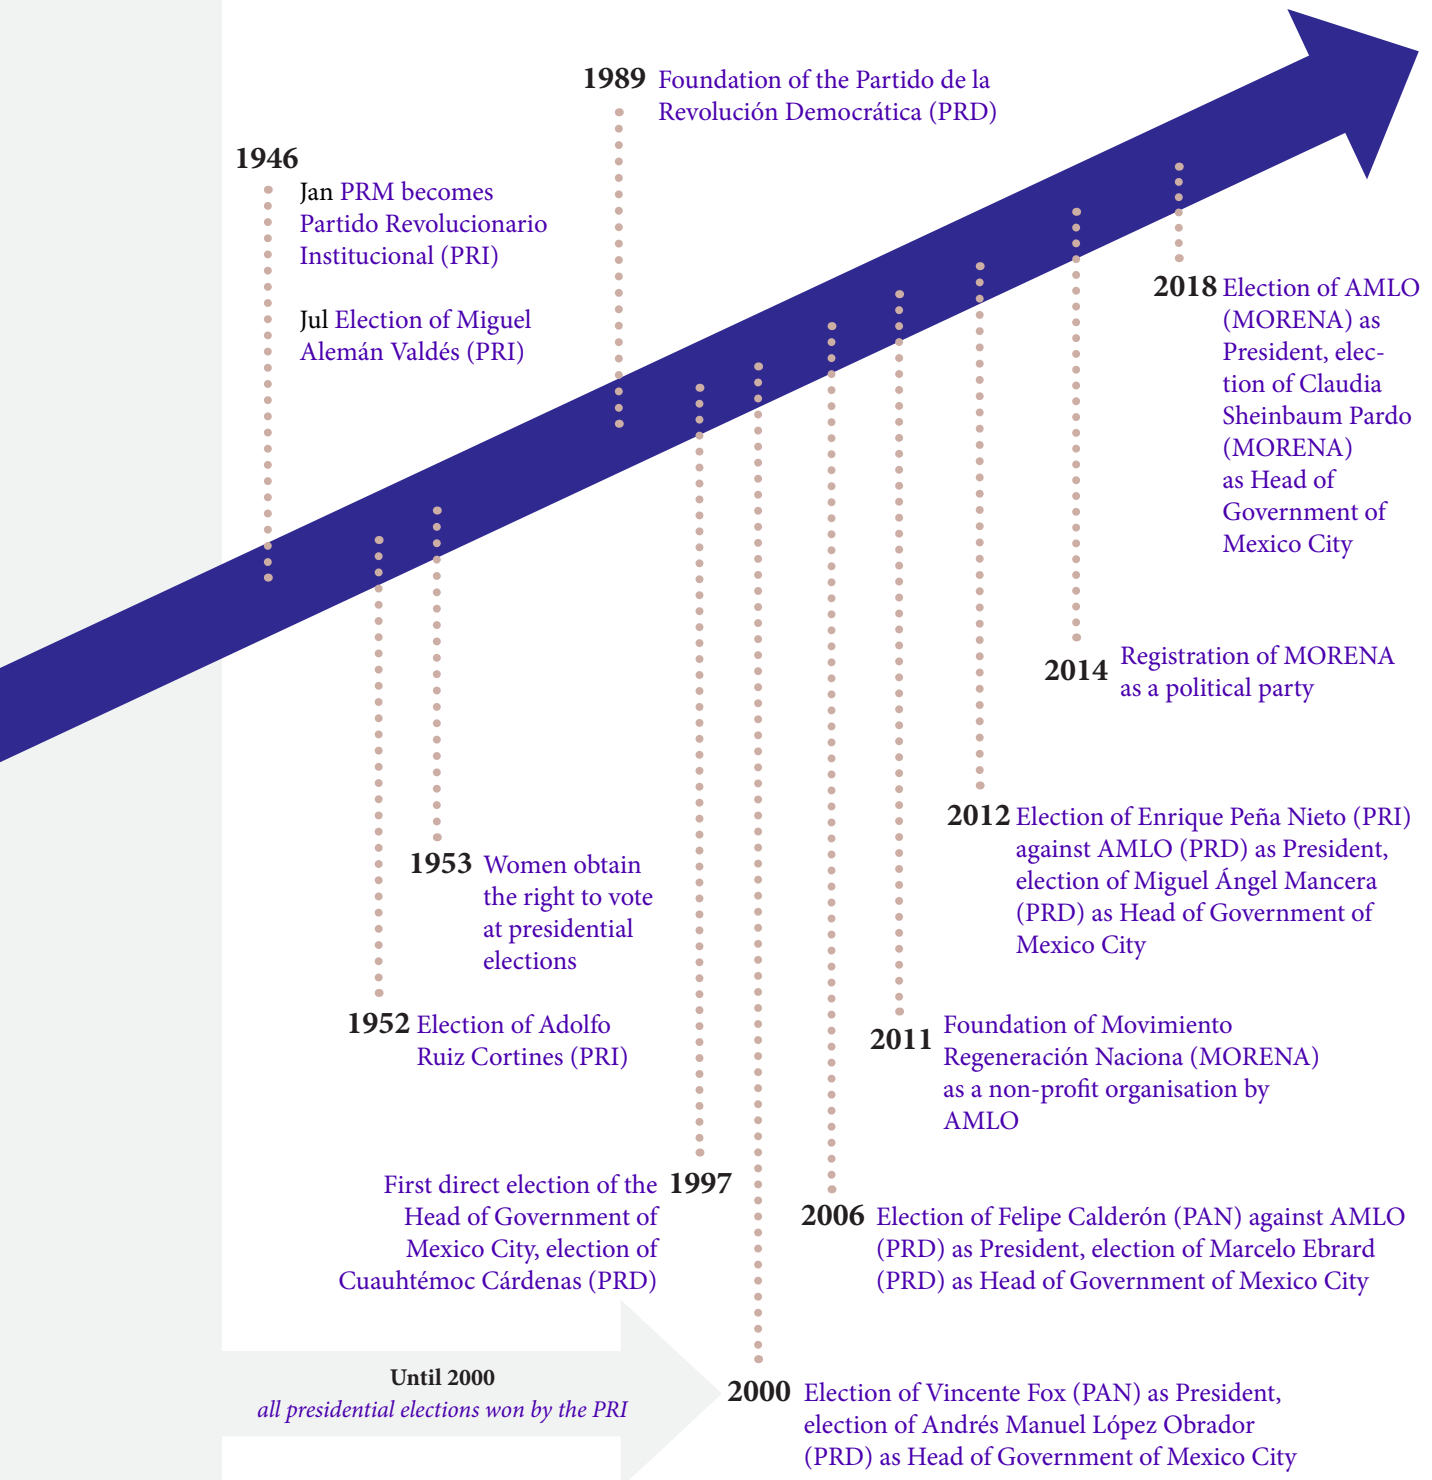 1989 Foundation of the Partido de la
Revolución Democrática (PRD)
1946
Jan PRM becomes
Partido Revolucionario
Institucional (PRI)
Jul Election of Miguel
Alemán Valdés (PRI)
2018 Election of AMLO
(MORENA) as
President, elec-
tion of Claudia
Sheinbaum Pardo
(MORENA)
as Head of
Government of
Mexico City
2014 Registration of MORENA
as a political party
2012 Election of Enrique Peña Nieto (PRI)
against AMLO (PRD) as President,
election of Miguel Ángel Mancera
(PRD) as Head of Government of
Mexico City
1953 Women obtain
the right to vote
at presidential
elections
1952 Election of Adolfo
Ruiz Cortines (PRI)
2011 Foundation of Movimiento
Regeneración Naciona (MORENA)
as a non-profit organisation by
AMLO
First direct election of the 1997
Head of Government of
Mexico City, election of
Cuauhtémoc Cárdenas (PRD)
2006 Election of Felipe Calderón (PAN) against AMLO
(PRD) as President, election of Marcelo Ebrard
(PRD) as Head of Government of Mexico City
Until 2000
all presidential elections won by the PRI
2000 Election of Vincente Fox (PAN) as President,
election of Andrés Manuel López Obrador
(PRD) as Head of Government of Mexico City